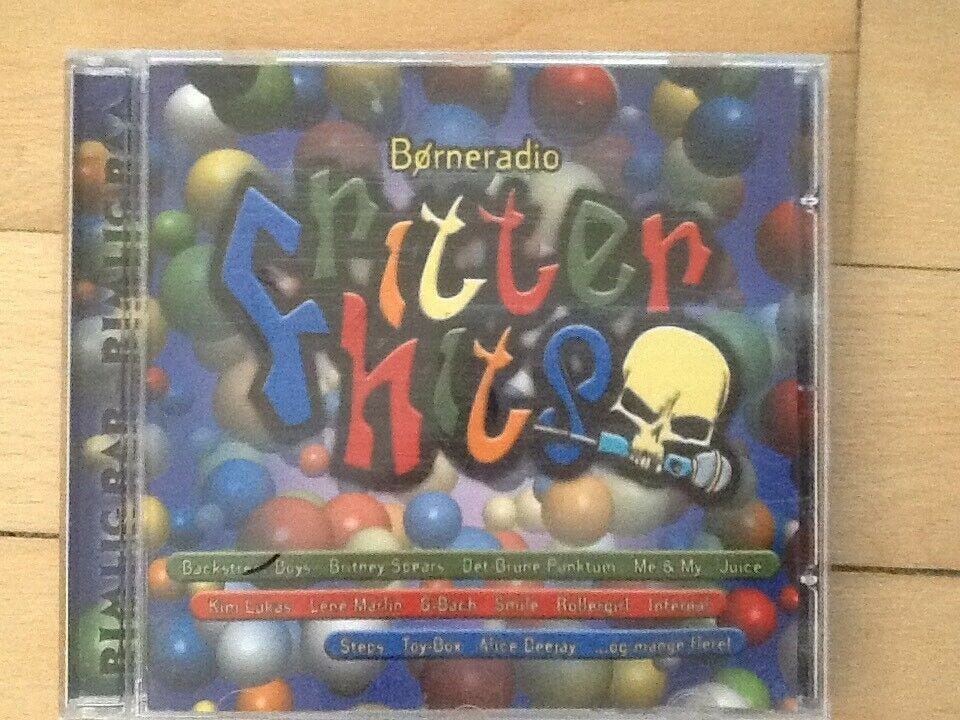 Børneradio
Fritter
hits
Backstreet Boys Britney Spears Det Brune Punktum Me & My Juice
Kim Lukas Lene Marlin G-Bach Smile Rollergirl Infernal
Steps Toy-Box Alice Deejay ...og mange flere!